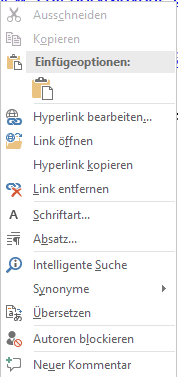 Ausschneiden
Kopieren
Einfügeoptionen:
Hyperlink bearbeiten...
Link öffnen
Hyperlink kopieren
Link entfernen
Schriftart...
Absatz...
Intelligente Suche
Synonyme
Übersetzen
Autoren blockieren
Neuer Kommentar